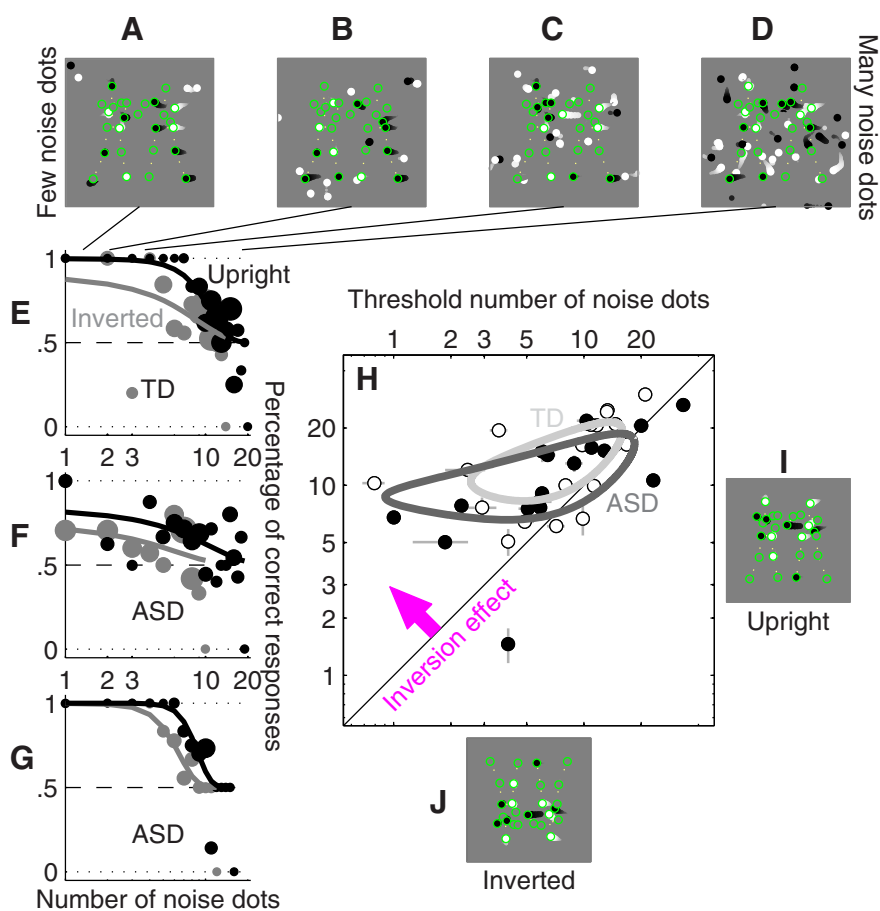 A B C D
Few noise dots
Many noise dots
E
1
.5
0
Upright
Inverted
TD
1 2 3 10 20
Percentage of correct responses
F
1
.5
0
ASD
1 2 3 10 20
G
1
.5
0
ASD
Number of noise dots
Threshold number of noise dots
1 2 3 5 10 20
H
20
10
5
3
2
1
TD
ASD
Inversion effect
I
Upright
J
Inverted